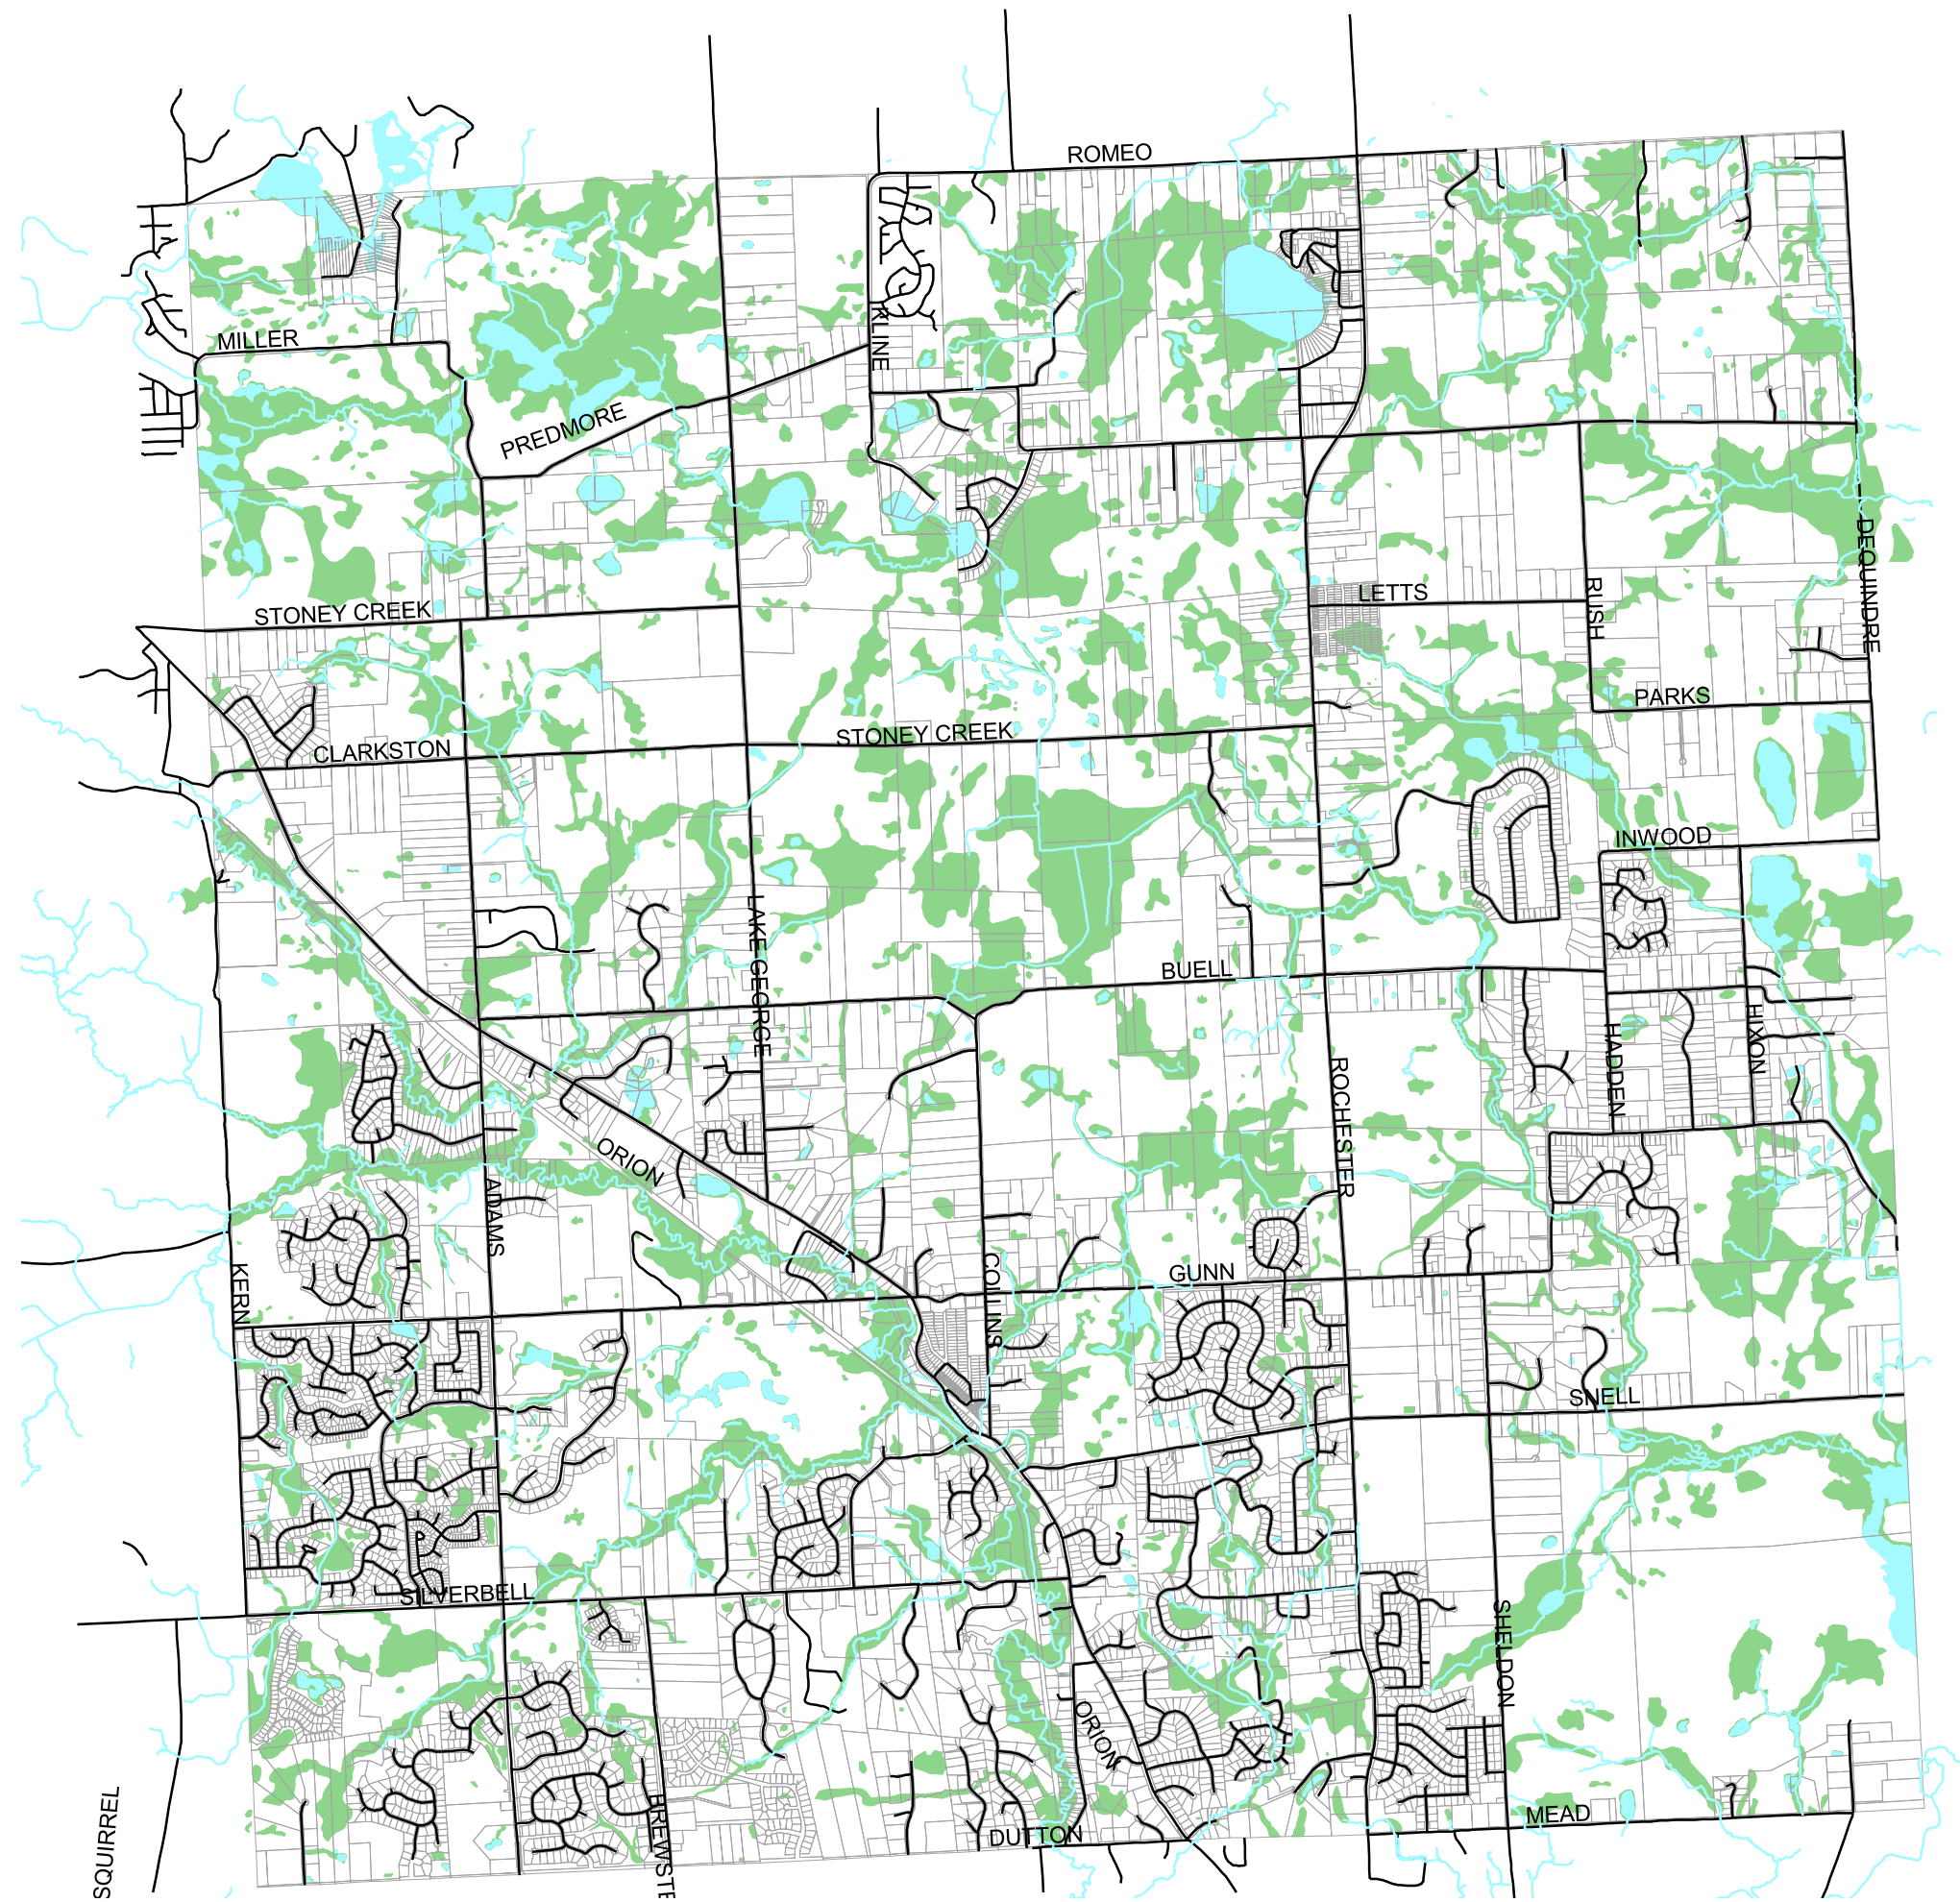 ROMEO
MILLER
KLINE
PREDMORE
DEQUINDRE
LETTS
RUSH
STONEY CREEK
PARKS
STONEY CREEK
CLARKSTON
INWOOD
LAKE GEORGE
BUELL
HIXON
HADDEN
ROCHESTER
ORION
ADAMS
COLLINS
KERN
GUNN
SNELL
SILVERBELL
SHELDON
ORION
BREWSTE
SQUIRREL
DUTTON
MEAD